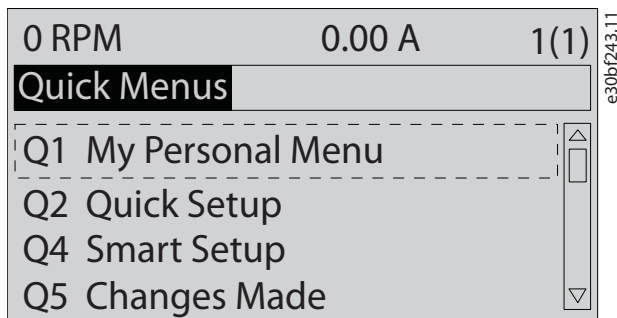 0 RPM 0.00 A 1(1)
Quick Menus
Q1 My Personal Menu
Q2 Quick Setup
Q4 Smart Setup
Q5 Changes Made
e30bf243.11